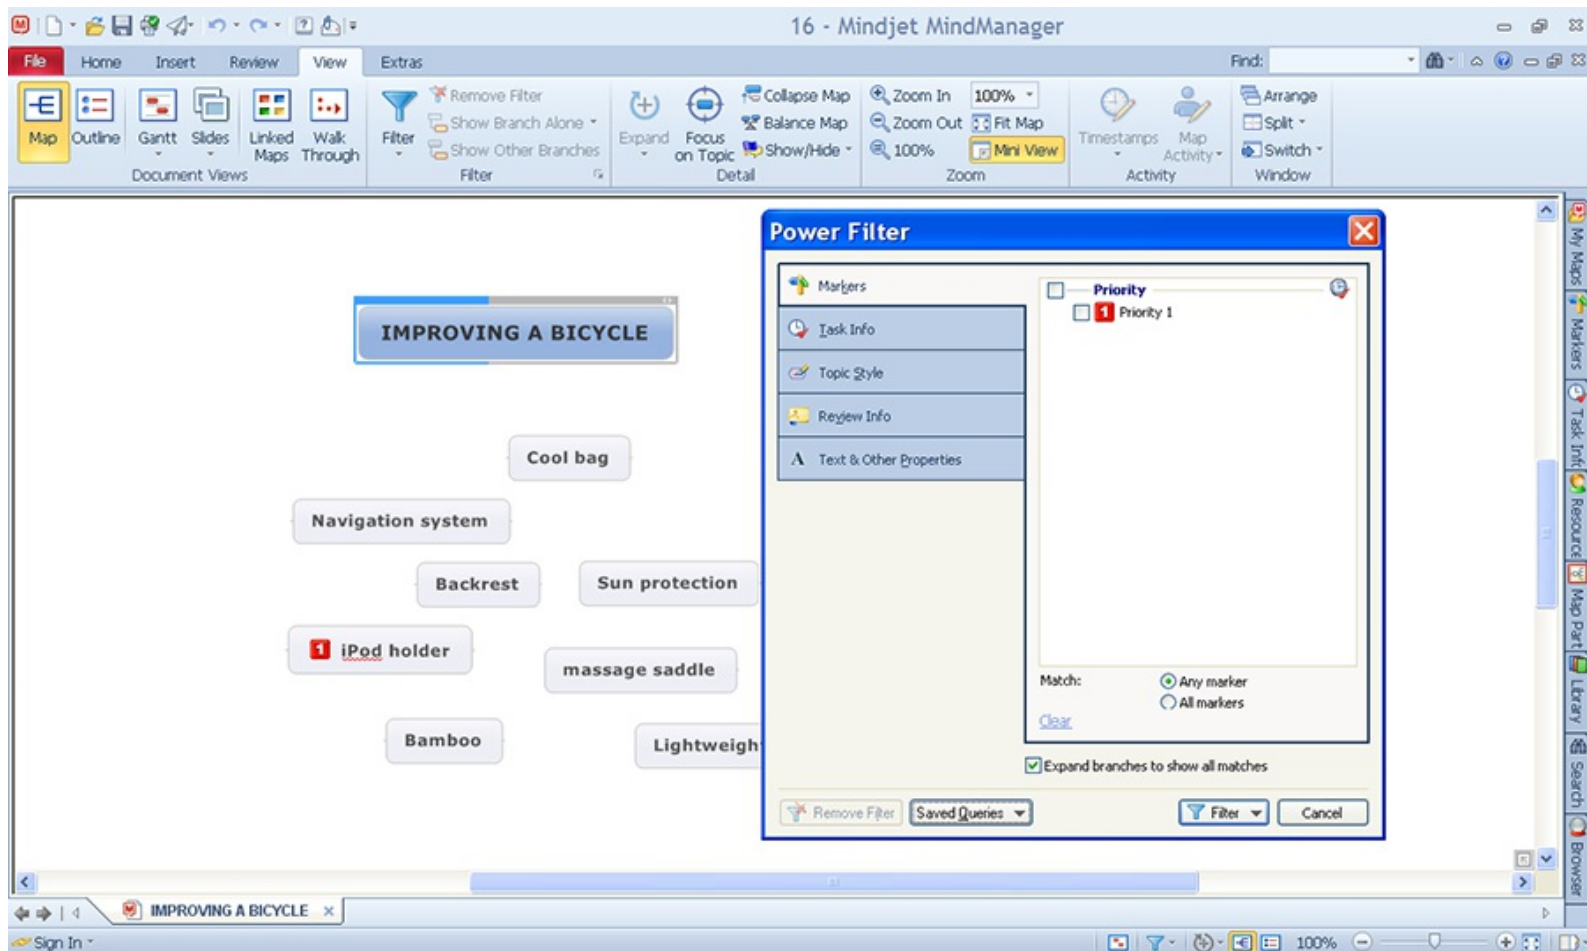 16 - Mindjet MindManager
File Home Insert Review View Extras Find:
Map Outline Gantt Slides Linked Maps Walk Through
Document Views
Filter Remove Filter
Show Branch Alone
Show Other Branches
Filter
Expand Focus on Topic Collapse Map
Balance Map
Show/Hide
Detail
Zoom In 100%
Zoom Out Fit Map
100% Mini View
Zoom
Timestamps Map Activity
Activity
Arrange
Split
Switch
Window
IMPROVING A BICYCLE
Cool bag
Navigation system
Backrest
Sun protection
1 iPod holder
massage saddle
Bamboo
Lightweigh
Power Filter
Markers
Task Info
Topic Style
Review Info
A Text & Other Properties
Priority
1 Priority 1
Match: Any marker
All markers
Clear
Expand branches to show all matches
Remove Filter Saved Queries Filter Cancel
My Maps
Markers
Task Info
Resource
Map Part
Library
Search
Browser
IMPROVING A BICYCLE
Sign In
100%